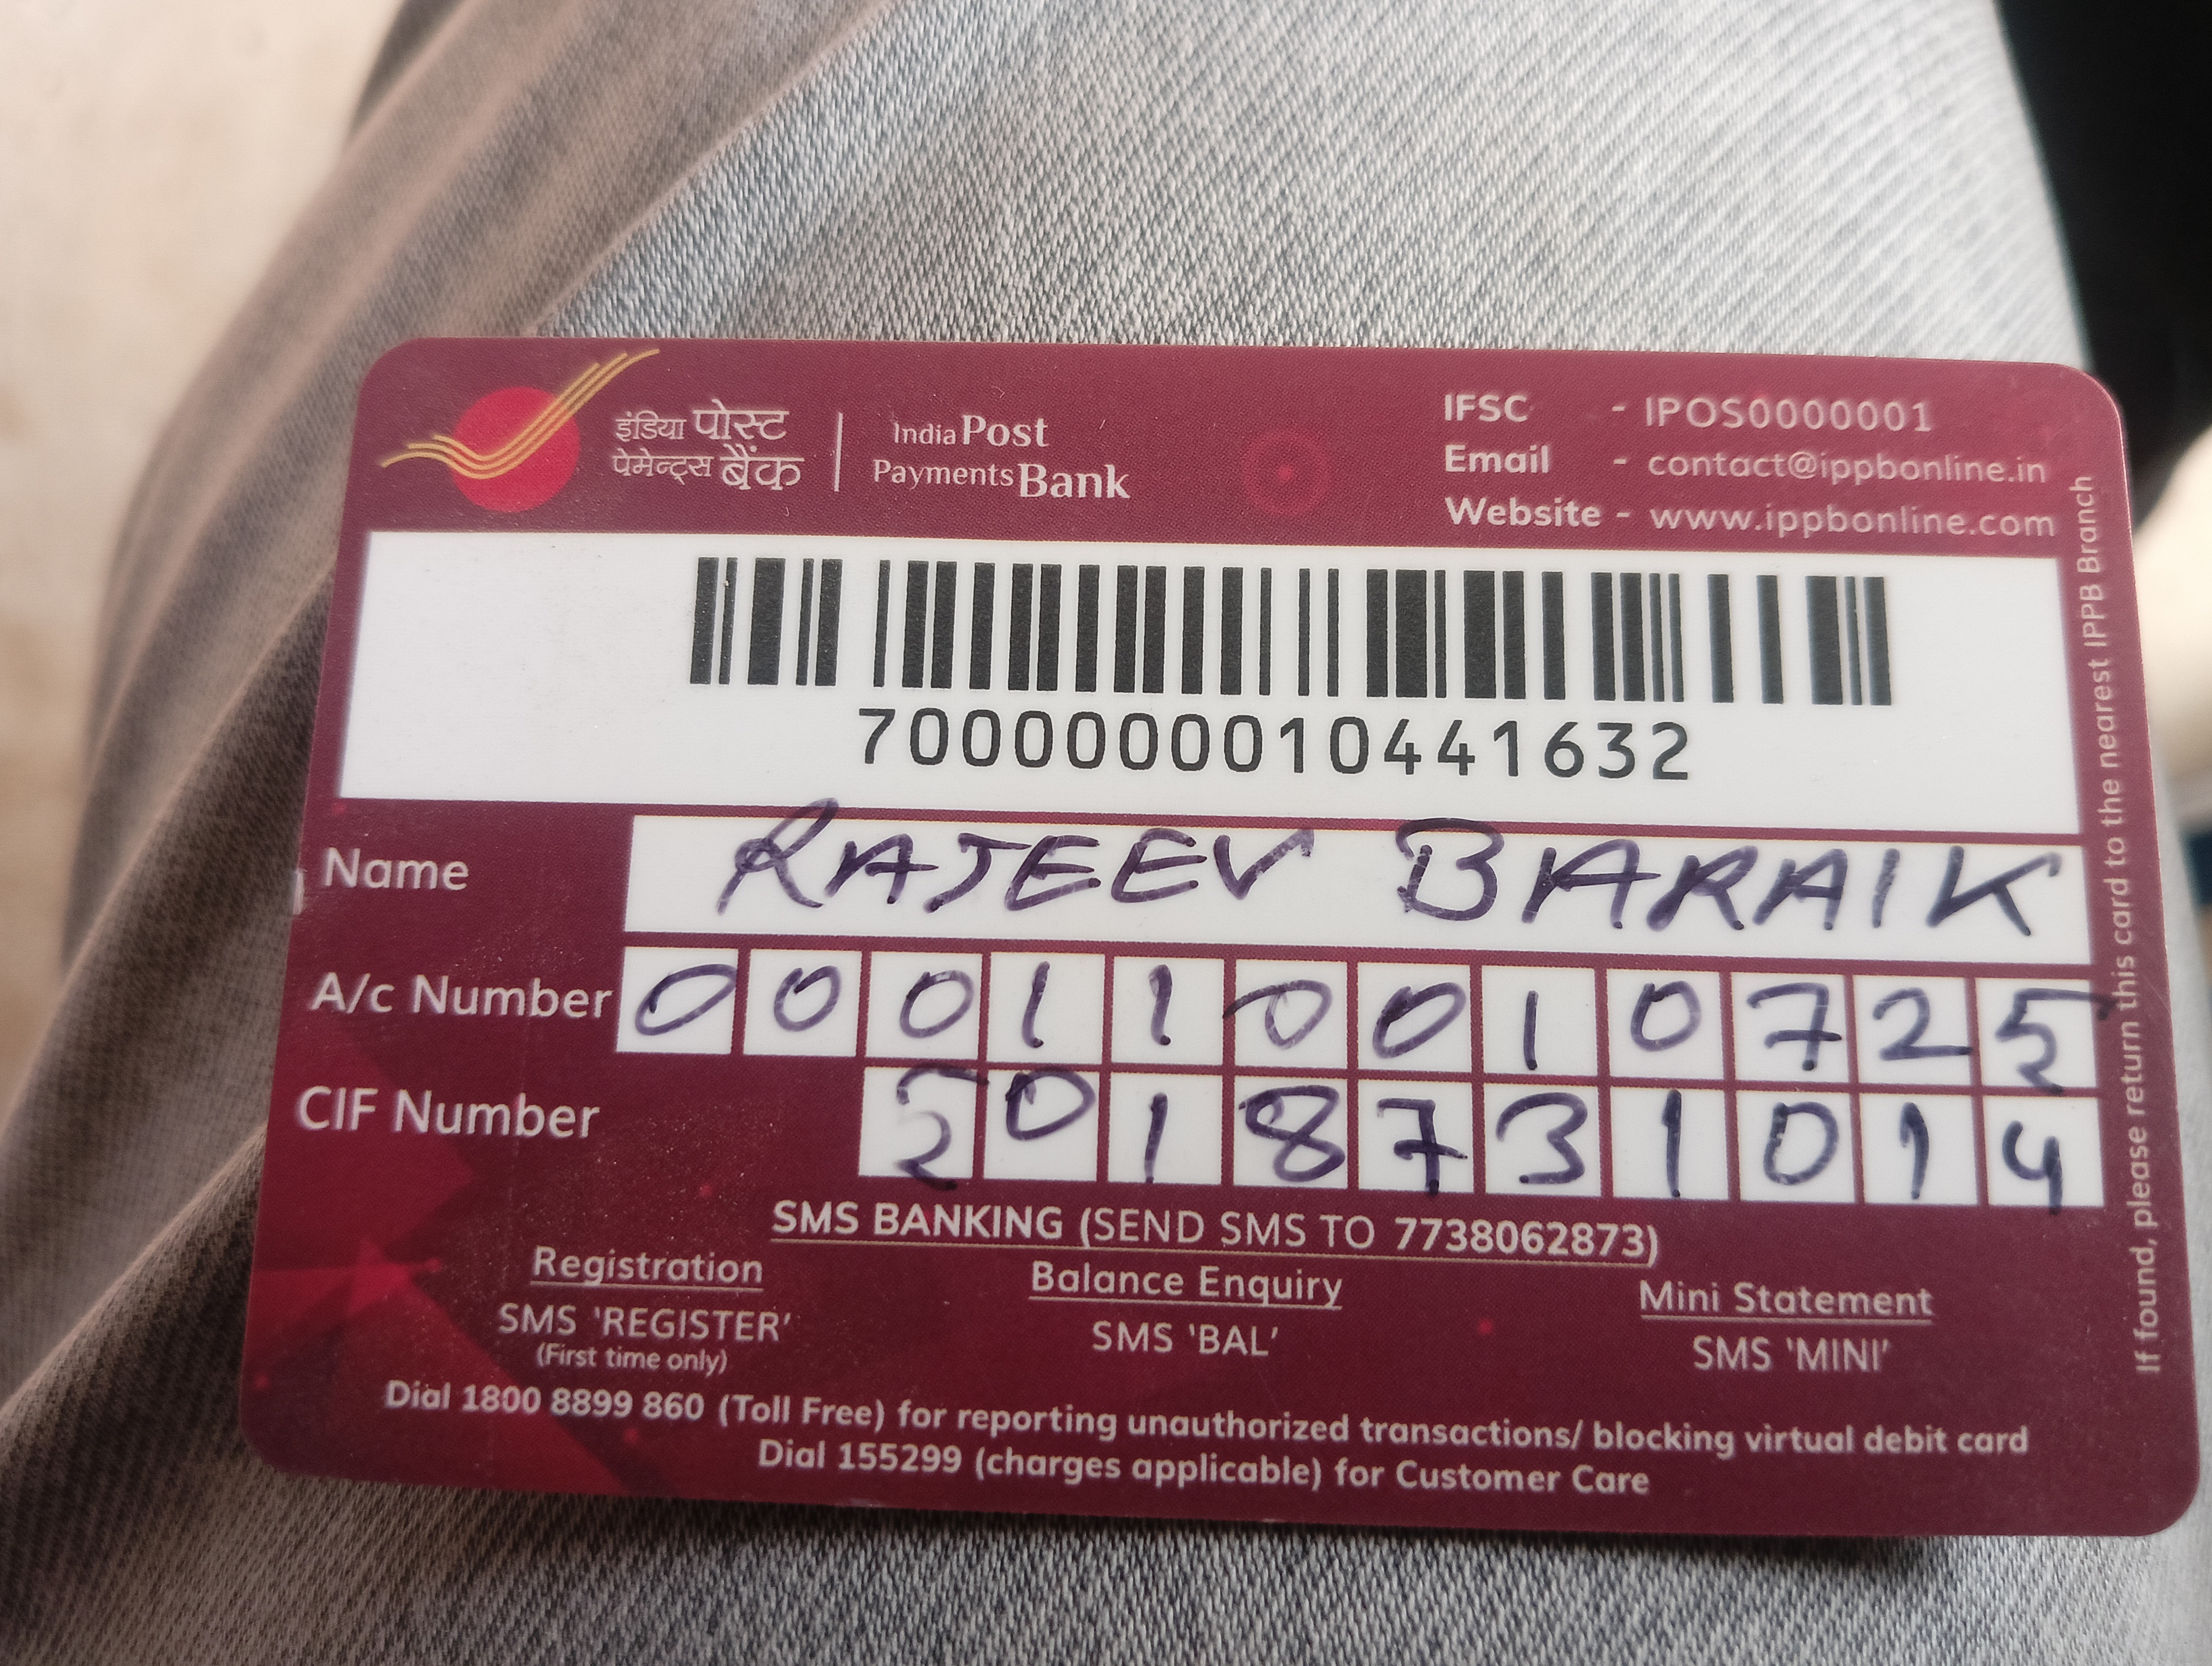 इंडिया पोस्ट
पेमेन्ट्स बैंक
India Post
Payments Bank
IFSC - IPOS0000001
Email - contact@ippbonline.in
Website - www.ippbonline.com
7000000010441632
Name RAJEEV BARAIK
A/c Number 000110010725
CIF Number 2018731014
SMS BANKING (SEND SMS TO 7738062873)
Registration
SMS 'REGISTER'
(First time only)
Balance Enquiry
SMS 'BAL'
Mini Statement
SMS 'MINI'
Dial 1800 8899 860 (Toll Free) for reporting unauthorized transactions/ blocking virtual debit card
Dial 155299 (charges applicable) for Customer Care
If found, please return this card to the nearest IPPB Branch